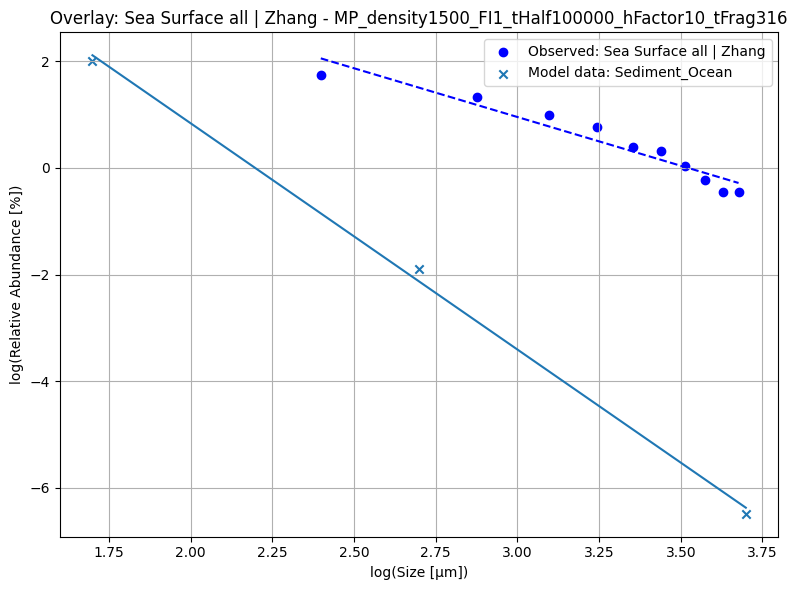 Overlay: Sea Surface all | Zhang - MP_density1500_FI1_tHalf100000_hFactor10_tFrag316
Observed: Sea Surface all | Zhang
Model data: Sediment_Ocean
log(Relative Abundance [%])
2
0
−2
−4
−6
1.75 2.00 2.25 2.50 2.75 3.00 3.25 3.50 3.75
log(Size [µm])